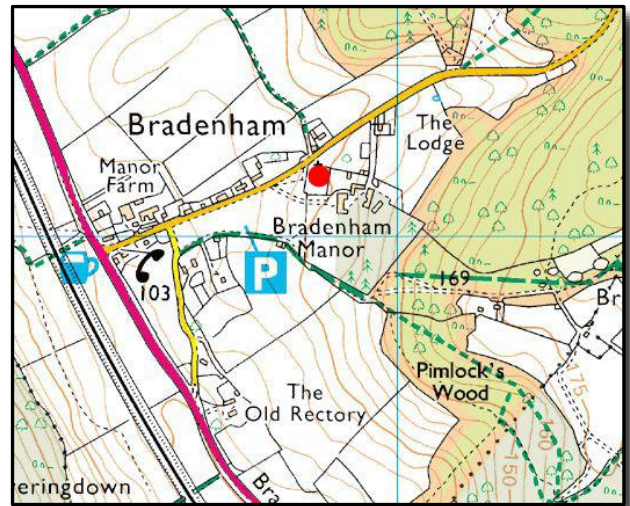 Bradenham
The
Lodge
Manor
Farm
Bradenham
Manor
P
103
169
Br
Pimlock's
Wood
175
160
150
The
Old Rectory
Bra
eringdown